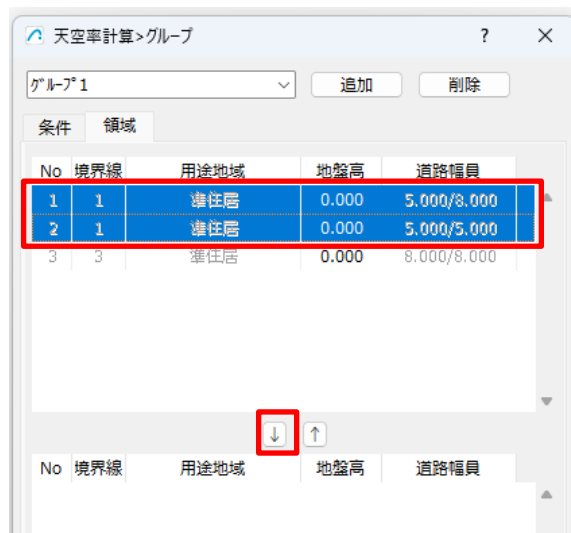 天空率計算>グループ ? ×
ｸﾞﾙｰﾌﾟ1 追加 削除
条件 領域
No 境界線 用途地域 地盤高 道路幅員
1 1 準住居 0.000 5.000/8.000
2 1 準住居 0.000 5.000/5.000
3 3 準住居 0.000 8.000/8.000
↓ ↑
No 境界線 用途地域 地盤高 道路幅員